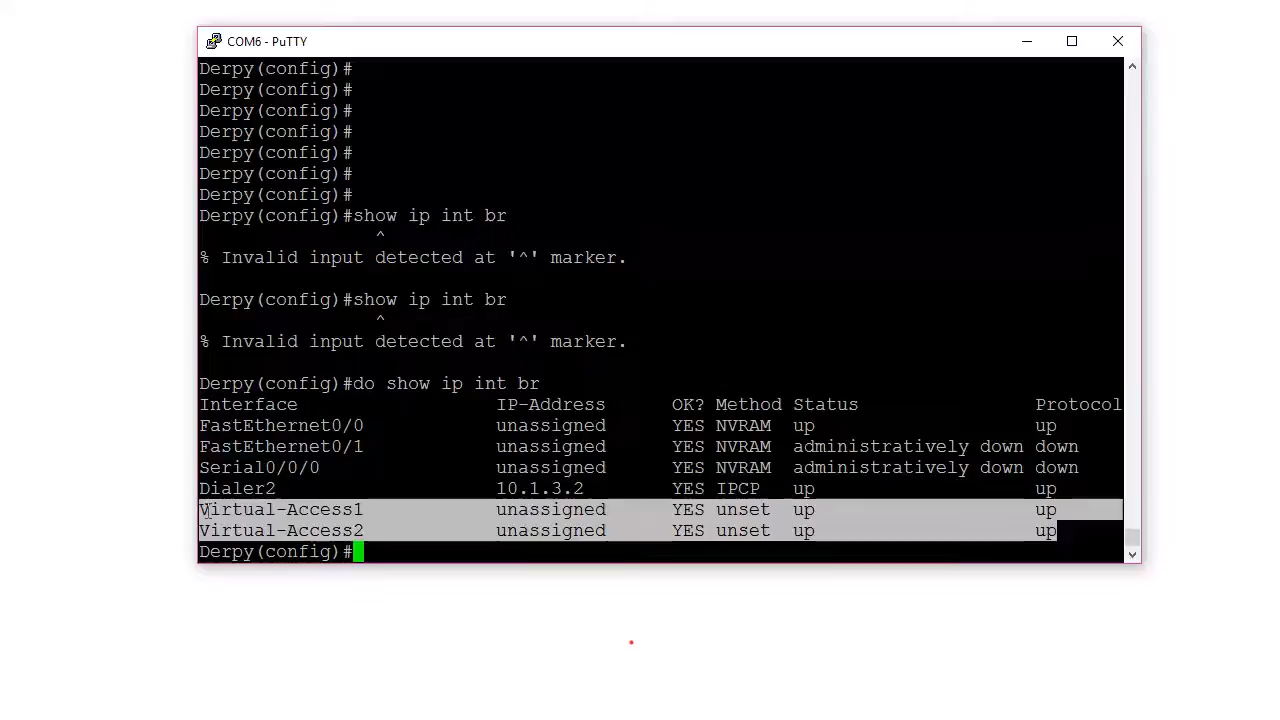 COM6 - PuTTY
Derpy(config)#
Derpy(config)#
Derpy(config)#
Derpy(config)#
Derpy(config)#
Derpy(config)#
Derpy(config)#
Derpy(config)#show ip int br
^
% Invalid input detected at '^' marker.
Derpy(config)#show ip int br
^
% Invalid input detected at '^' marker.
Derpy(config)#do show ip int br
Interface IP-Address OK? Method Status Protocol
FastEthernet0/0 unassigned YES NVRAM up up
FastEthernet0/1 unassigned YES NVRAM administratively down down
Serial0/0/0 unassigned YES NVRAM administratively down down
Dialer2 10.1.3.2 YES IPCP up up
Virtual-Access1 unassigned YES unset up up
Virtual-Access2 unassigned YES unset up up
Derpy(config)#